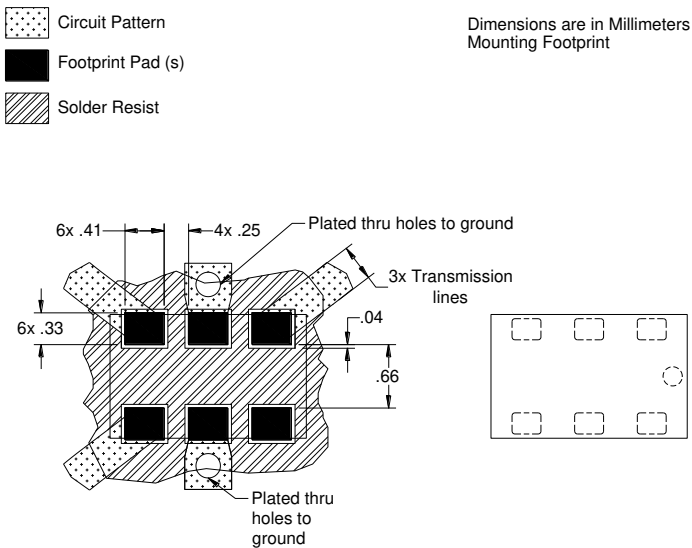 Circuit Pattern
Footprint Pad (s)
Solder Resist
Dimensions are in Millimeters
Mounting Footprint
6x .41
4x .25
Plated thru holes to ground
3x Transmission
lines
6x .33
.04
.66
Plated thru
holes to
ground